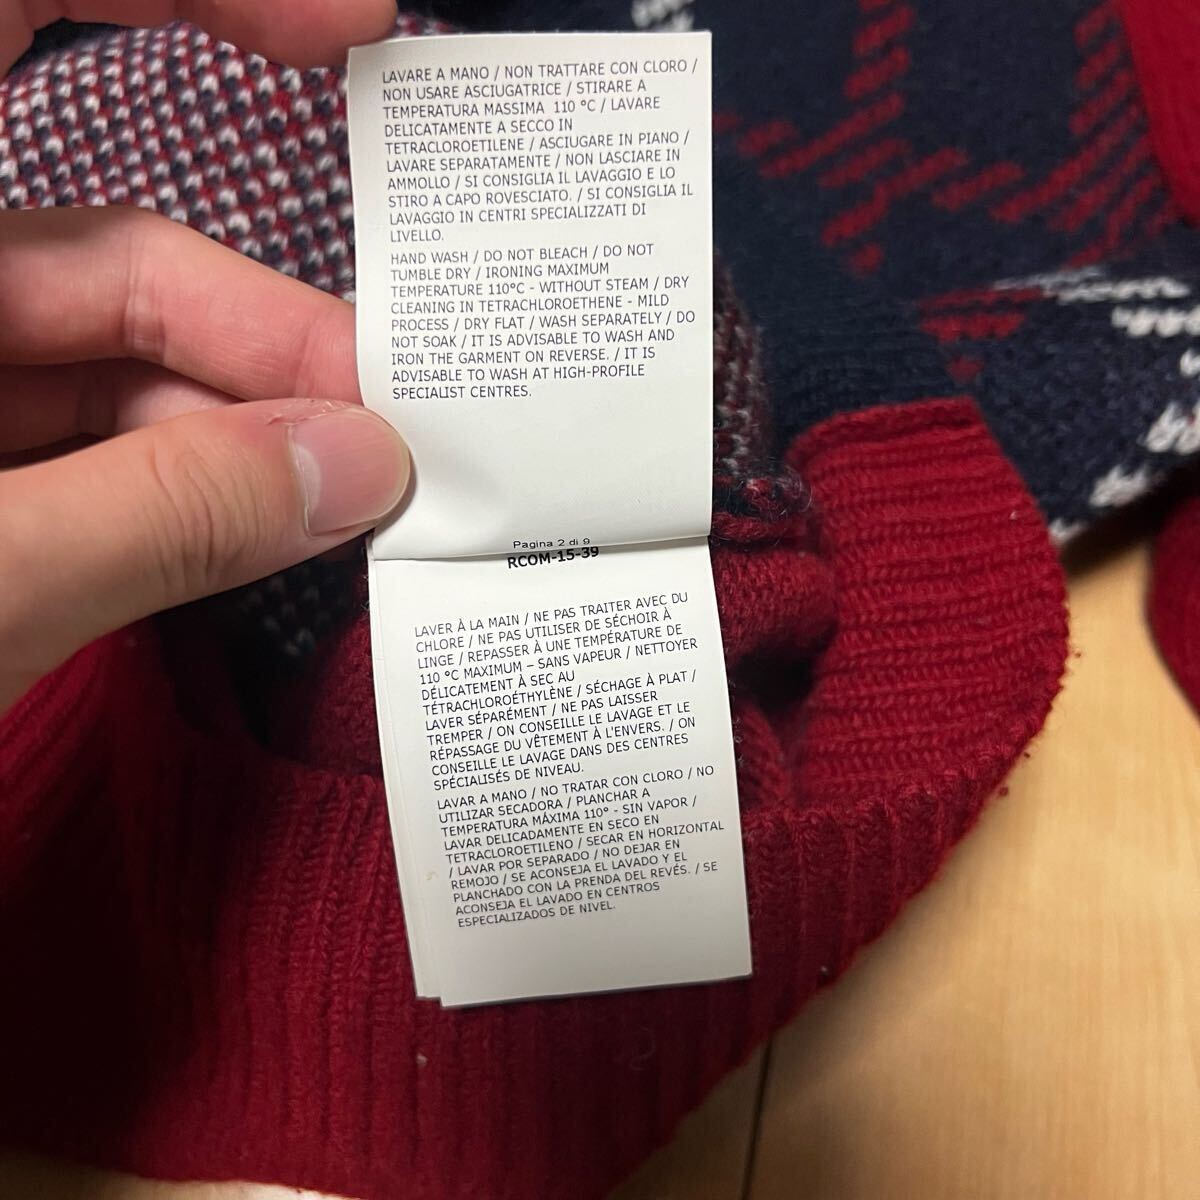 LAVARE A MANO / NON TRATTARE CON CLORO /
NON USARE ASCIUGATRICE / STIRARE A
TEMPERATURA MASSIMA 110 °C / LAVARE
DELICATAMENTE A SECCO IN
TETRACLOROETILENE / ASCIUGARE IN PIANO /
LAVARE SEPARATAMENTE / NON LASCIARE IN
AMMOLLO / SI CONSIGLIA IL LAVAGGIO E LO
STIRO A CAPO ROVESCIATO. / SI CONSIGLIA IL
LAVAGGIO IN CENTRI SPECIALIZZATI DI
LIVELLO.
HAND WASH / DO NOT BLEACH / DO NOT
TUMBLE DRY / IRONING MAXIMUM
TEMPERATURE 110°C - WITHOUT STEAM / DRY
CLEANING IN TETRACHLOROETHENE - MILD
PROCESS / DRY FLAT / WASH SEPARATELY / DO
NOT SOAK / IT IS ADVISABLE TO WASH AND
IRON THE GARMENT ON REVERSE. / IT IS
ADVISABLE TO WASH AT HIGH-PROFILE
SPECIALIST CENTRES.
Pagina 2 di 9
RCOM-15-39
LAVER À LA MAIN / NE PAS TRAITER AVEC DU
CHLORE / NE PAS UTILISER DE SÉCHOIR À
LINGE / REPASSER À UNE TEMPÉRATURE DE
110 °C MAXIMUM – SANS VAPEUR / NETTOYER
DÉLICATEMENT À SEC AU
TÉTRACHLOROÉTHYLÈNE / SÉCHAGE À PLAT /
LAVER SÉPARÉMENT / NE PAS LAISSER
TREMPER / ON CONSEILLE LE LAVAGE ET LE
RÉPASSAGE DU VÊTEMENT À L'ENVERS. / ON
CONSEILLE LE LAVAGE DANS DES CENTRES
SPÉCIALISÉS DE NIVEAU.
LAVAR A MANO / NO TRATAR CON CLORO / NO
UTILIZAR SECADORA / PLANCHAR A
TEMPERATURA MÁXIMA 110° - SIN VAPOR /
LAVAR DELICADAMENTE EN SECO EN
TETRACLOROETILENO / SECAR EN HORIZONTAL
/ LAVAR POR SEPARADO / NO DEJAR EN
REMOJO / SE ACONSEJA EL LAVADO Y EL
PLANCHADO CON LA PRENDA DEL REVÉS. / SE
ACONSEJA EL LAVADO EN CENTROS
ESPECIALIZADOS DE NIVEL.